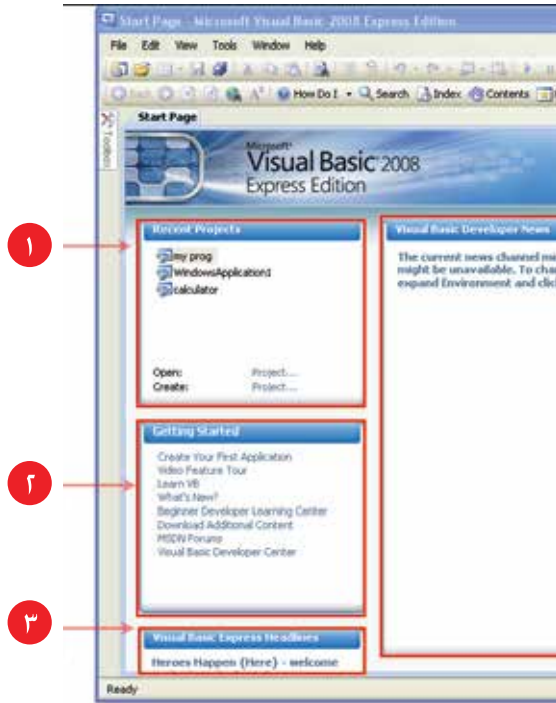 Start Page - Microsoft Visual Basic 2008 Express Edition
File Edit View Tools Window Help
How Do I Search Index Contents
Start Page
Toolbox
Microsoft
Visual Basic 2008
Express Edition
١
Recent Projects
my prog
WindowsApplication1
calculator
Open: Project...
Create: Project...
٢
Getting Started
Create Your First Application
Video Feature Tour
Learn VB
What's New?
Beginner Developer Learning Center
Download Additional Content
MSDN Forums
Visual Basic Developer Center
٣
Visual Basic Express Headlines
Heroes Happen {Here} - welcome
Visual Basic Developer News
The current news channel mi
might be unavailable. To cha
expand Environment and clic
Ready